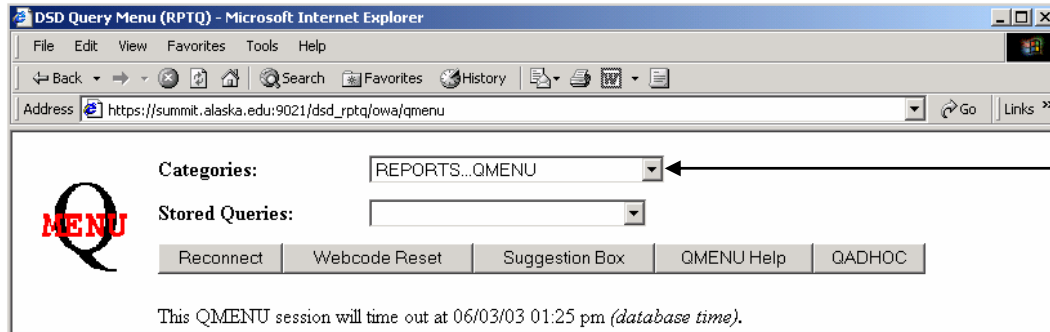 DSD Query Menu (RPTQ) - Microsoft Internet Explorer
File Edit View Favorites Tools Help
Back Search Favorites History
Address https://summit.alaska.edu:9021/dsd_rptq/owa/qmenu Go Links »
Categories: REPORTS...QMENU
Stored Queries:
Q MENU
Reconnect Webcode Reset Suggestion Box QMENU Help QADHOC
This QMENU session will time out at 06/03/03 01:25 pm (database time).